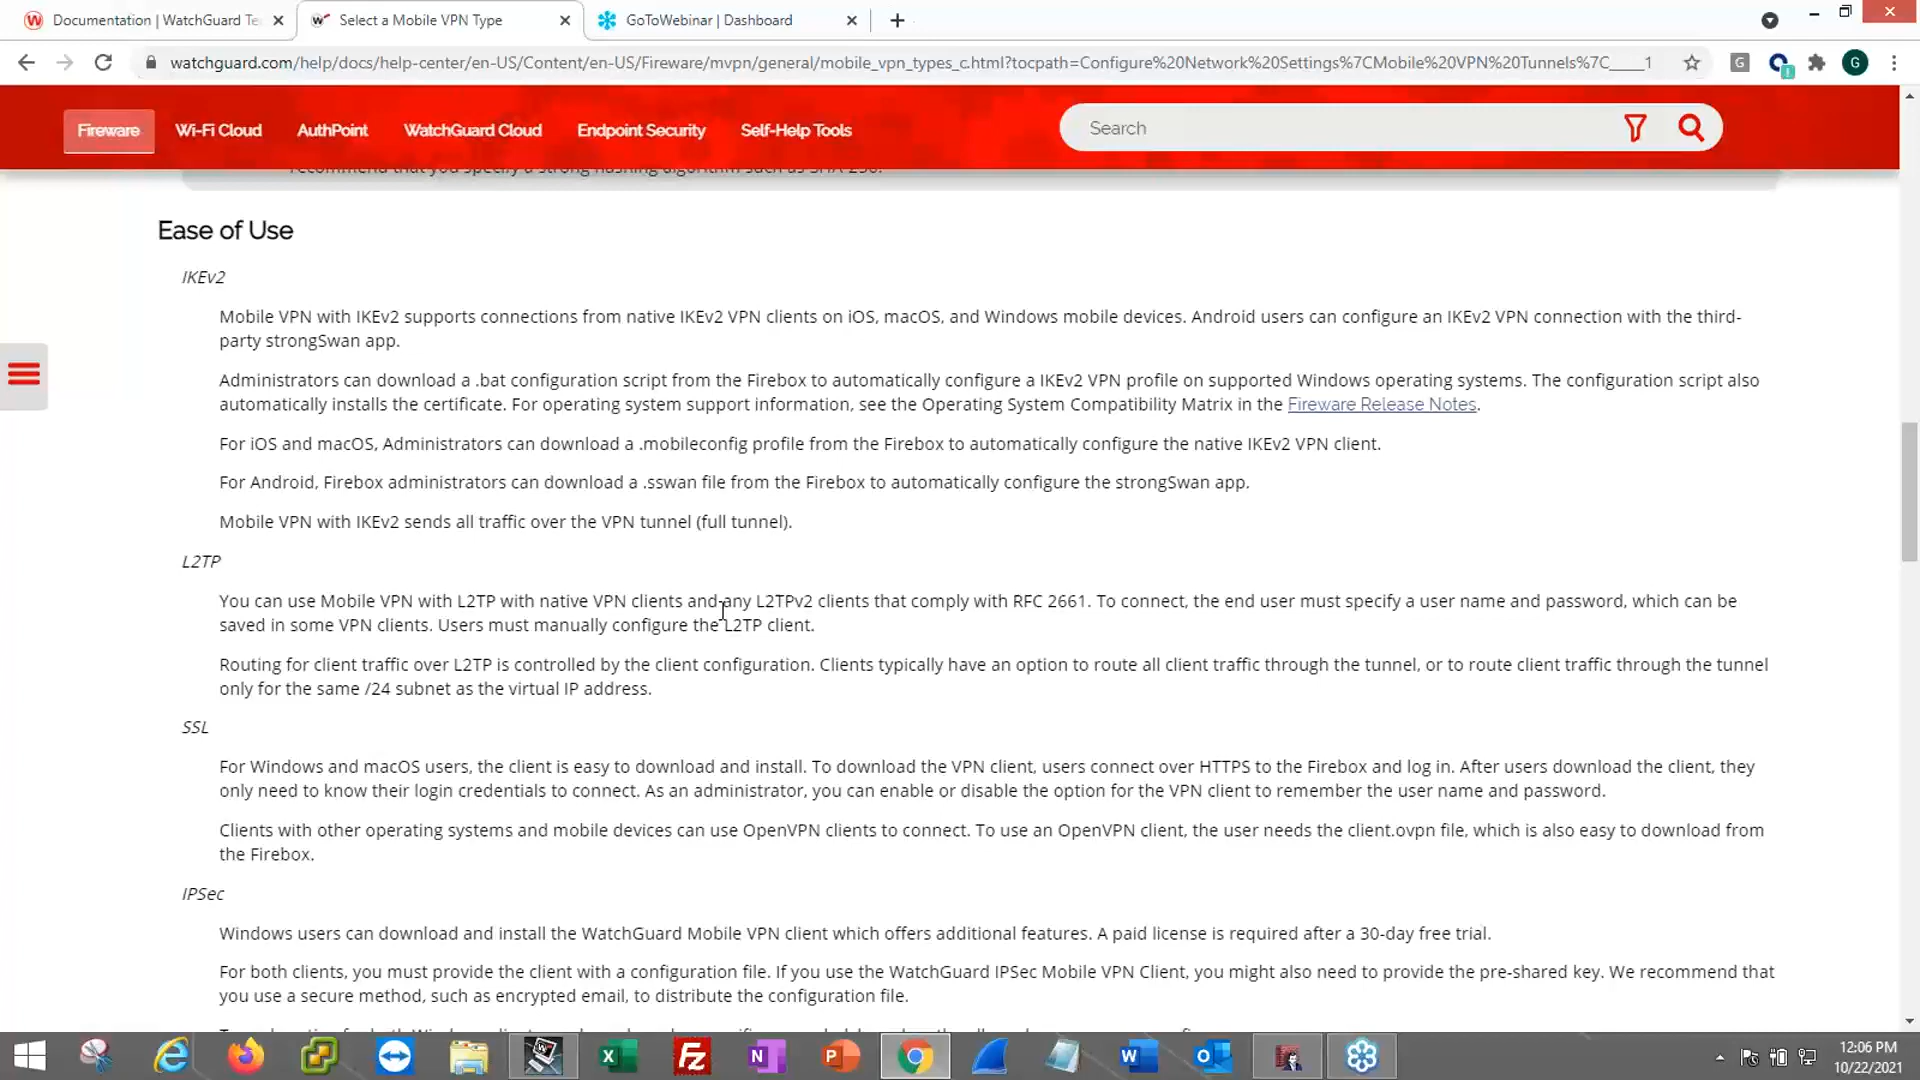 Documentation | WatchGuard Te
Select a Mobile VPN Type
GoToWebinar | Dashboard
watchguard.com/help/docs/help-center/en-US/Content/en-US/Fireware/mvpn/general/mobile_vpn_types_c.html?tocpath=Configure%20Network%20Settings%7CMobile%20VPN%20Tunnels%7C_____1
Fireware
Wi-Fi Cloud
AuthPoint
WatchGuard Cloud
Endpoint Security
Self-Help Tools
Search
recommend that you specify a strong hashing algorithm such as SHA-256.
Ease of Use
IKEv2
Mobile VPN with IKEv2 supports connections from native IKEv2 VPN clients on iOS, macOS, and Windows mobile devices. Android users can configure an IKEv2 VPN connection with the third-
party strongSwan app.
Administrators can download a .bat configuration script from the Firebox to automatically configure a IKEv2 VPN profile on supported Windows operating systems. The configuration script also
automatically installs the certificate. For operating system support information, see the Operating System Compatibility Matrix in the Fireware Release Notes.
For iOS and macOS, Administrators can download a .mobileconfig profile from the Firebox to automatically configure the native IKEv2 VPN client.
For Android, Firebox administrators can download a .sswan file from the Firebox to automatically configure the strongSwan app.
Mobile VPN with IKEv2 sends all traffic over the VPN tunnel (full tunnel).
L2TP
You can use Mobile VPN with L2TP with native VPN clients and any L2TPv2 clients that comply with RFC 2661. To connect, the end user must specify a user name and password, which can be
saved in some VPN clients. Users must manually configure the L2TP client.
Routing for client traffic over L2TP is controlled by the client configuration. Clients typically have an option to route all client traffic through the tunnel, or to route client traffic through the tunnel
only for the same /24 subnet as the virtual IP address.
SSL
For Windows and macOS users, the client is easy to download and install. To download the VPN client, users connect over HTTPS to the Firebox and log in. After users download the client, they
only need to know their login credentials to connect. As an administrator, you can enable or disable the option for the VPN client to remember the user name and password.
Clients with other operating systems and mobile devices can use OpenVPN clients to connect. To use an OpenVPN client, the user needs the client.ovpn file, which is also easy to download from
the Firebox.
IPSec
Windows users can download and install the WatchGuard Mobile VPN client which offers additional features. A paid license is required after a 30-day free trial.
For both clients, you must provide the client with a configuration file. If you use the WatchGuard IPSec Mobile VPN Client, you might also need to provide the pre-shared key. We recommend that
you use a secure method, such as encrypted email, to distribute the configuration file.
12:06 PM
10/22/2021